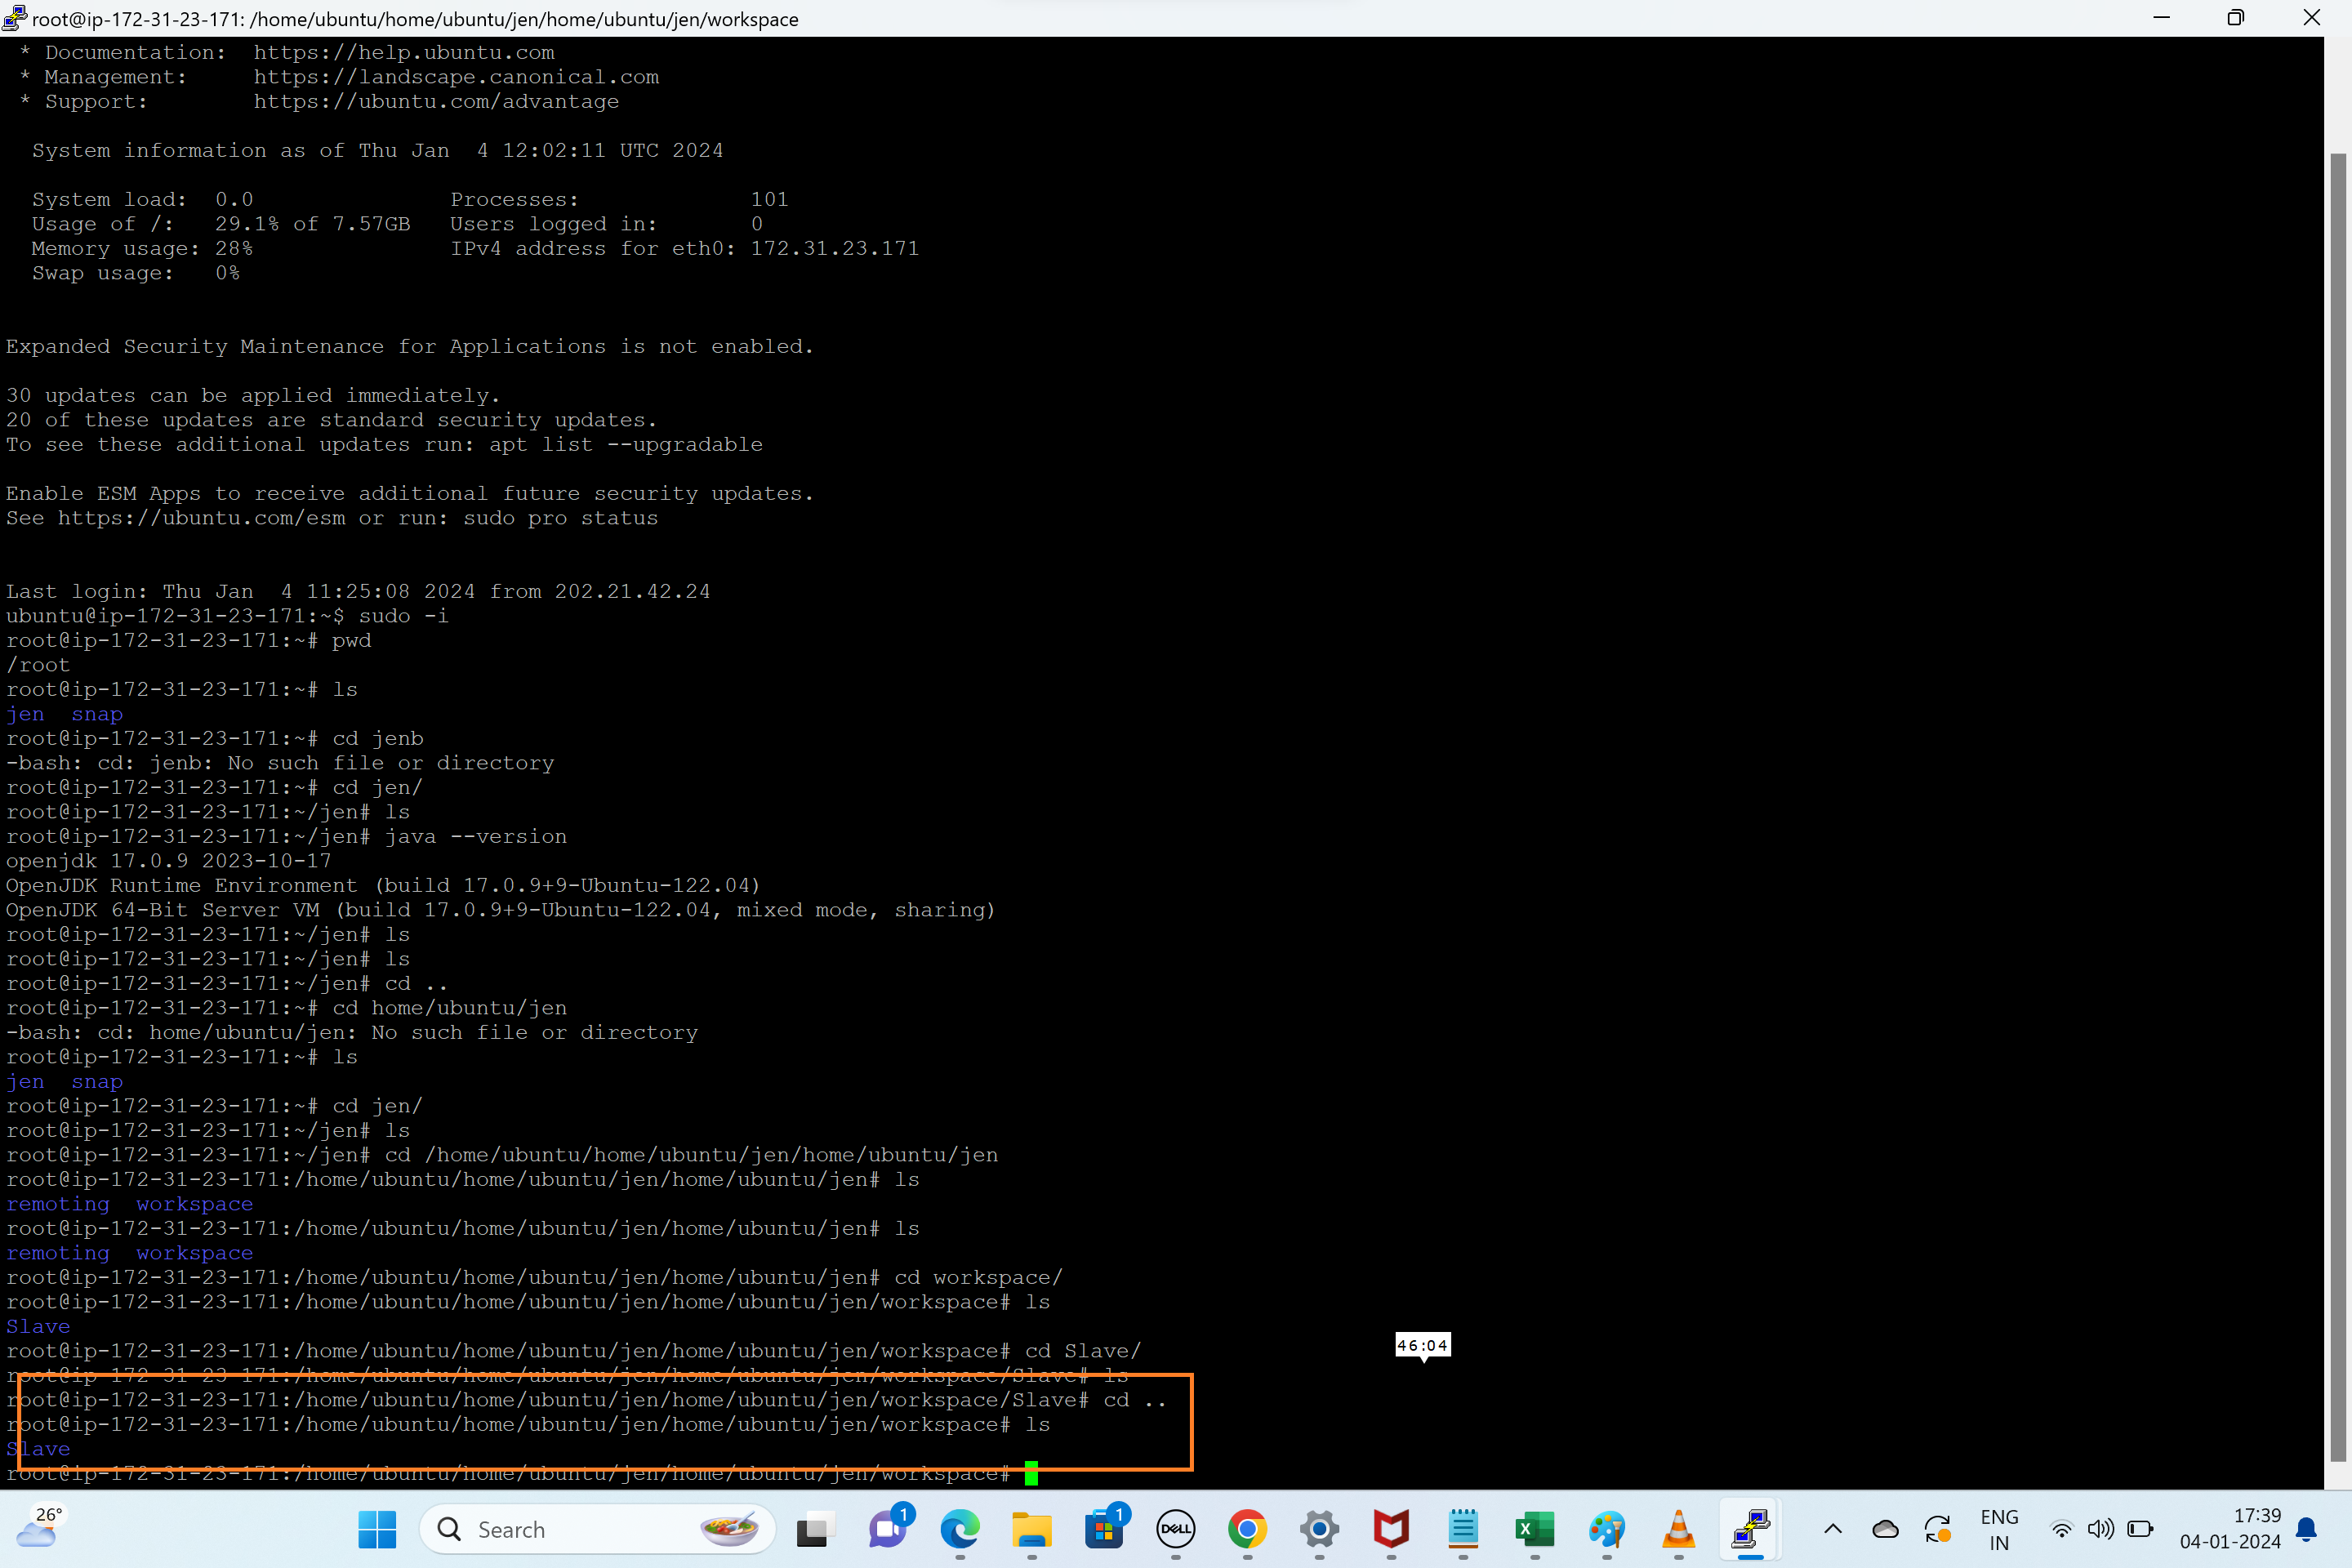 root@ip-172-31-23-171: /home/ubuntu/home/ubuntu/jen/home/ubuntu/jen/workspace
* Documentation:  https://help.ubuntu.com
* Management:     https://landscape.canonical.com
* Support:        https://ubuntu.com/advantage
System information as of Thu Jan  4 12:02:11 UTC 2024
System load:  0.0               Processes:             101
Usage of /:   29.1% of 7.57GB   Users logged in:       0
Memory usage: 28%               IPv4 address for eth0: 172.31.23.171
Swap usage:   0%
Expanded Security Maintenance for Applications is not enabled.
30 updates can be applied immediately.
20 of these updates are standard security updates.
To see these additional updates run: apt list --upgradable
Enable ESM Apps to receive additional future security updates.
See https://ubuntu.com/esm or run: sudo pro status
Last login: Thu Jan  4 11:25:08 2024 from 202.21.42.24
ubuntu@ip-172-31-23-171:~$ sudo -i
root@ip-172-31-23-171:~# pwd
/root
root@ip-172-31-23-171:~# ls
jen  snap
root@ip-172-31-23-171:~# cd jenb
-bash: cd: jenb: No such file or directory
root@ip-172-31-23-171:~# cd jen/
root@ip-172-31-23-171:~/jen# ls
root@ip-172-31-23-171:~/jen# java --version
openjdk 17.0.9 2023-10-17
OpenJDK Runtime Environment (build 17.0.9+9-Ubuntu-122.04)
OpenJDK 64-Bit Server VM (build 17.0.9+9-Ubuntu-122.04, mixed mode, sharing)
root@ip-172-31-23-171:~/jen# ls
root@ip-172-31-23-171:~/jen# ls
root@ip-172-31-23-171:~/jen# cd ..
root@ip-172-31-23-171:~# cd home/ubuntu/jen
-bash: cd: home/ubuntu/jen: No such file or directory
root@ip-172-31-23-171:~# ls
jen  snap
root@ip-172-31-23-171:~# cd jen/
root@ip-172-31-23-171:~/jen# ls
root@ip-172-31-23-171:~/jen# cd /home/ubuntu/home/ubuntu/jen/home/ubuntu/jen
root@ip-172-31-23-171:/home/ubuntu/home/ubuntu/jen/home/ubuntu/jen# ls
remoting  workspace
root@ip-172-31-23-171:/home/ubuntu/home/ubuntu/jen/home/ubuntu/jen# ls
remoting  workspace
root@ip-172-31-23-171:/home/ubuntu/home/ubuntu/jen/home/ubuntu/jen# cd workspace/
root@ip-172-31-23-171:/home/ubuntu/home/ubuntu/jen/home/ubuntu/jen/workspace# ls
Slave
root@ip-172-31-23-171:/home/ubuntu/home/ubuntu/jen/home/ubuntu/jen/workspace# cd Slave/
46:04
root@ip-172-31-23-171:/home/ubuntu/home/ubuntu/jen/home/ubuntu/jen/workspace/Slave# ls
root@ip-172-31-23-171:/home/ubuntu/home/ubuntu/jen/home/ubuntu/jen/workspace/Slave# cd ..
root@ip-172-31-23-171:/home/ubuntu/home/ubuntu/jen/home/ubuntu/jen/workspace# ls
Slave
root@ip-172-31-23-171:/home/ubuntu/home/ubuntu/jen/home/ubuntu/jen/workspace#
26°
Search
1
1
DELL
X
ENG
IN
17:39
04-01-2024